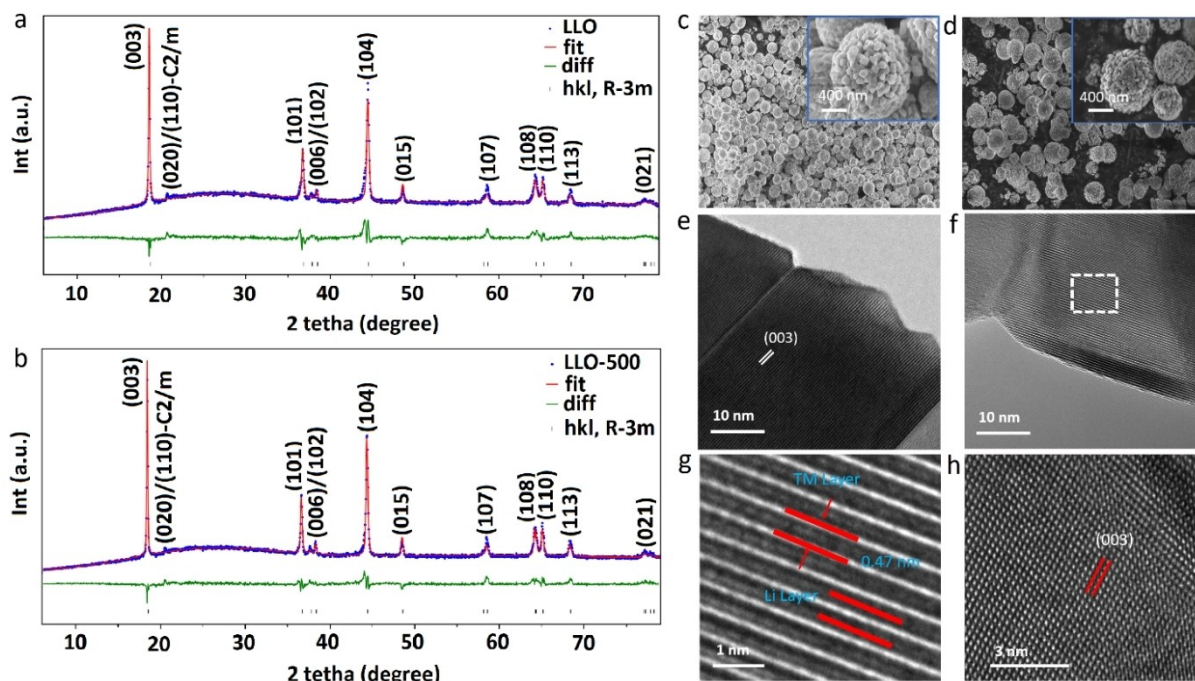 a
Int (a.u.)
(003)
(020)/(110)-C2/m
(101)
(006)/(102)
(104)
(015)
(107)
(108)
(110)
(113)
(021)
LLO
fit
diff
hkl, R-3m
10 20 30 40 50 60 70
2 tetha (degree)
b
Int (a.u.)
(003)
(020)/(110)-C2/m
(101)
(006)/(102)
(104)
(015)
(107)
(108)
(110)
(113)
(021)
LLO-500
fit
diff
hkl, R-3m
10 20 30 40 50 60 70
2 tetha (degree)
c
400 nm
d
400 nm
e
(003)
10 nm
f
10 nm
g
TM Layer
0.47 nm
Li Layer
1 nm
h
(003)
3 nm